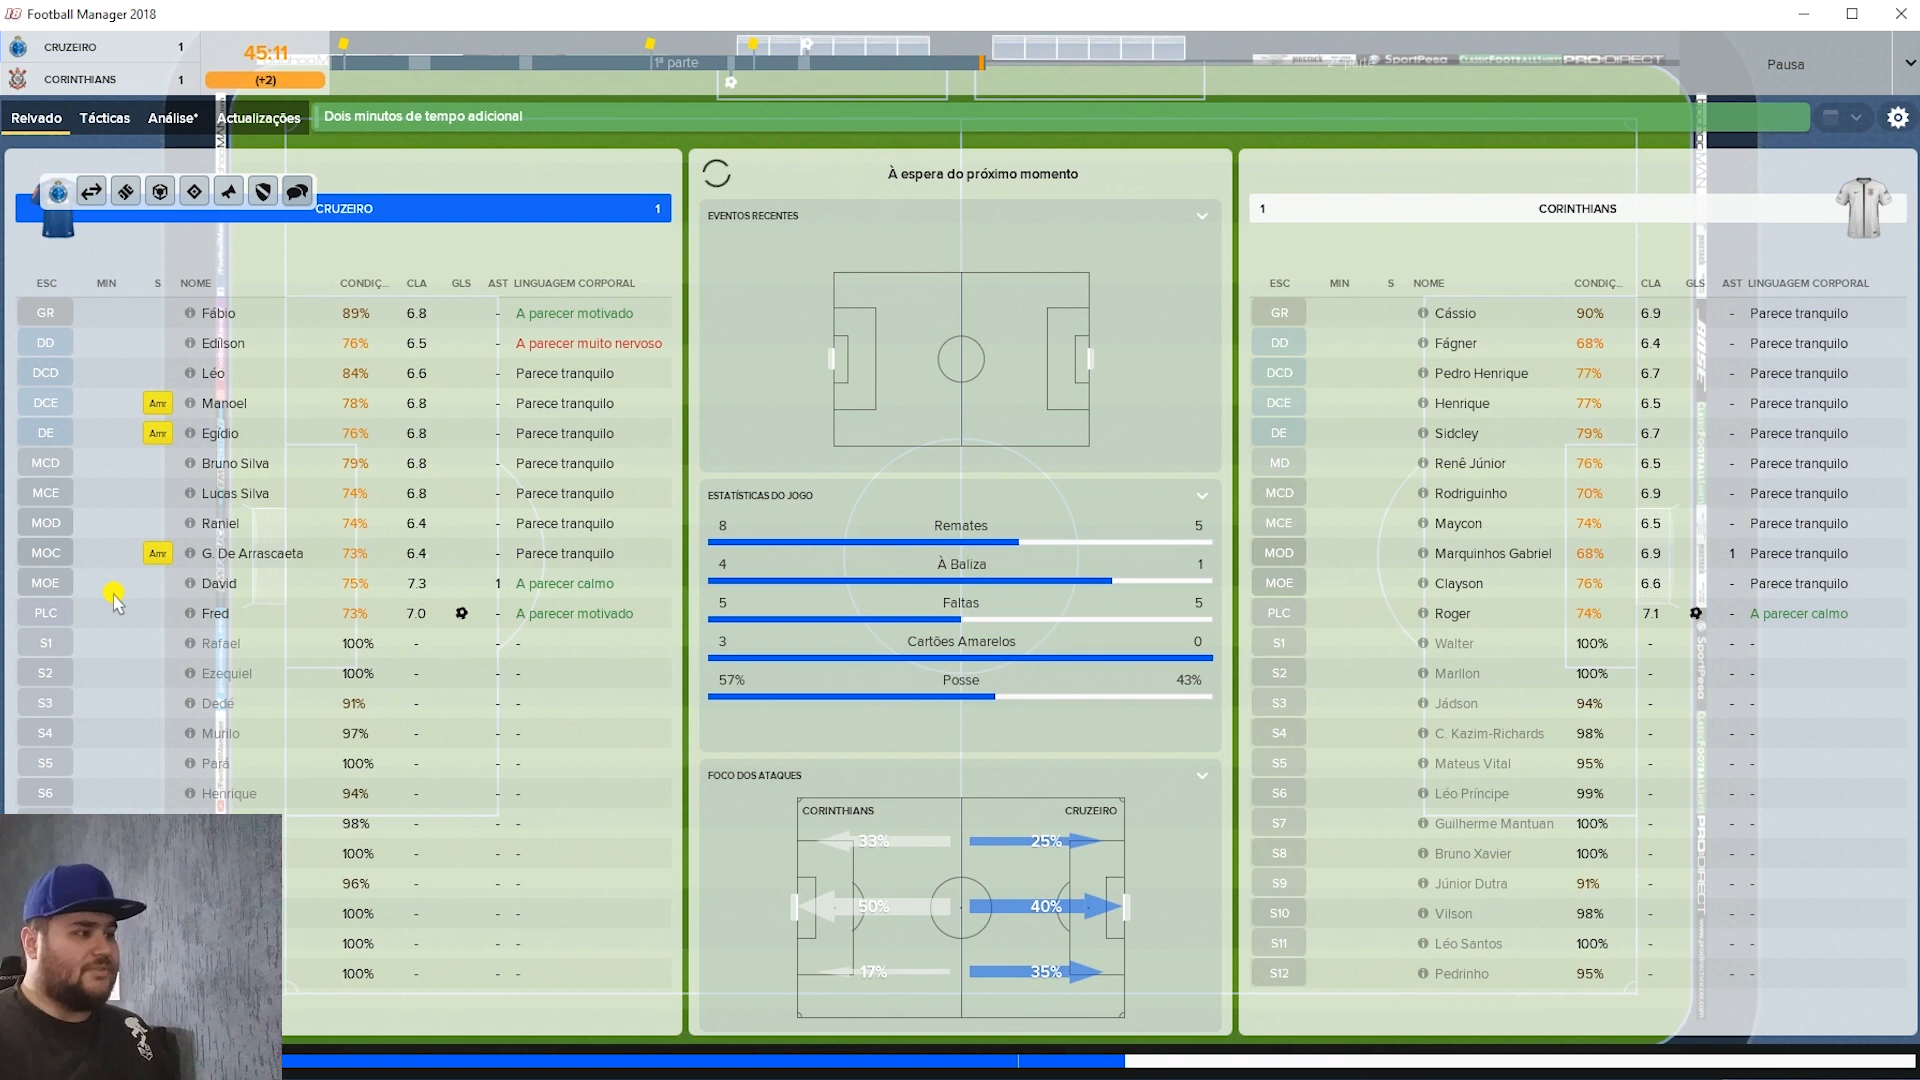 Football Manager 2018
CRUZEIRO 1
CORINTHIANS 1
45:11
(+2)
1ª parte
SportPesa
PRO:DIRECT
Pausa
Relvado Tácticas Análise* Actualizações
Dois minutos de tempo adicional
CRUZEIRO 1
ESC MIN S NOME CONDIÇ... CLA GLS AST LINGUAGEM CORPORAL
GR Fábio 89% 6.8 - A parecer motivado
DD Edílson 76% 6.5 - A parecer muito nervoso
DCD Léo 84% 6.6 - Parece tranquilo
DCE Amr Manoel 78% 6.8 - Parece tranquilo
DE Amr Egídio 76% 6.8 - Parece tranquilo
MCD Bruno Silva 79% 6.8 - Parece tranquilo
MCE Lucas Silva 74% 6.8 - Parece tranquilo
MOD Raniel 74% 6.4 - Parece tranquilo
MOC Amr G. De Arrascaeta 73% 6.4 - Parece tranquilo
MOE David 75% 7.3 1 A parecer calmo
PLC Fred 73% 7.0 - A parecer motivado
S1 Rafael 100% - - -
S2 Ezequiel 100% - - -
S3 Dedé 91% - - -
S4 Murilo 97% - - -
S5 Pará 100% - - -
S6 Henrique 94% - - -
98% - - -
100% - - -
96% - - -
100% - - -
100% - - -
100% - - -
À espera do próximo momento
EVENTOS RECENTES
ESTATÍSTICAS DO JOGO
8 Remates 5
4 À Baliza 1
5 Faltas 5
3 Cartões Amarelos 0
57% Posse 43%
FOCO DOS ATAQUES
CORINTHIANS CRUZEIRO
33% 25%
50% 40%
17% 35%
1 CORINTHIANS
ESC MIN S NOME CONDIÇ... CLA GLS AST LINGUAGEM CORPORAL
GR Cássio 90% 6.9 - Parece tranquilo
DD Fágner 68% 6.4 - Parece tranquilo
DCD Pedro Henrique 77% 6.7 - Parece tranquilo
DCE Henrique 77% 6.5 - Parece tranquilo
DE Sidcley 79% 6.7 - Parece tranquilo
MD Renê Júnior 76% 6.5 - Parece tranquilo
MCD Rodriguinho 70% 6.9 - Parece tranquilo
MCE Maycon 74% 6.5 - Parece tranquilo
MOD Marquinhos Gabriel 68% 6.9 1 Parece tranquilo
MOE Clayson 76% 6.6 - Parece tranquilo
PLC Roger 74% 7.1 - A parecer calmo
S1 Walter 100% - - -
S2 Marllon 100% - - -
S3 Jádson 94% - - -
S4 C. Kazim-Richards 98% - - -
S5 Mateus Vital 95% - - -
S6 Léo Príncipe 99% - - -
S7 Guilherme Mantuan 100% - - -
S8 Bruno Xavier 100% - - -
S9 Júnior Dutra 91% - - -
S10 Vilson 98% - - -
S11 Léo Santos 100% - - -
S12 Pedrinho 95% - - -